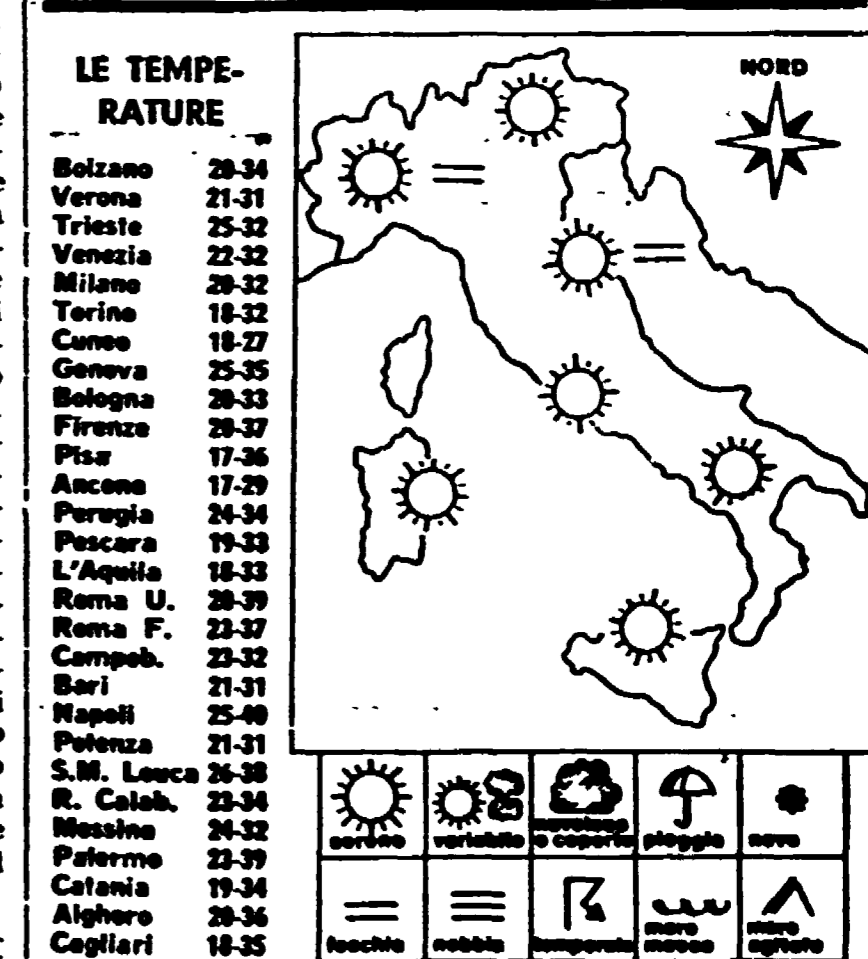 LE TEMPE-
RATURE
Bolzano 20-34
Verona 21-31
Trieste 25-32
Venezia 22-32
Milano 20-32
Torino 18-32
Cuneo 18-27
Genova 25-35
Bologna 20-33
Firenze 20-37
Pisa 17-36
Ancona 17-29
Perugia 24-34
Pescara 19-33
L'Aquila 18-33
Roma U. 20-39
Roma F. 23-37
Campob. 23-32
Bari 21-31
Napoli 25-40
Potenza 21-31
S.M. Leuca 26-38
R. Calab. 23-34
Messina 24-32
Palermo 23-39
Catania 19-34
Alghero 20-36
Cagliari 18-35
NORD
sereno
variabile
nuvoloso
o coperto
pioggia
neve
foschia
nebbia
temporale
mare
mosso
mare
agitato